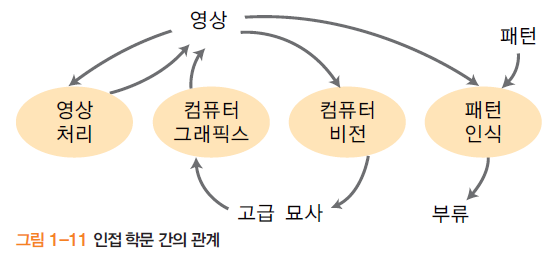 영상
패턴
영상
처리
컴퓨터
그래픽스
컴퓨터
비전
패턴
인식
고급 묘사
부류
그림 1-11 인접 학문 간의 관계